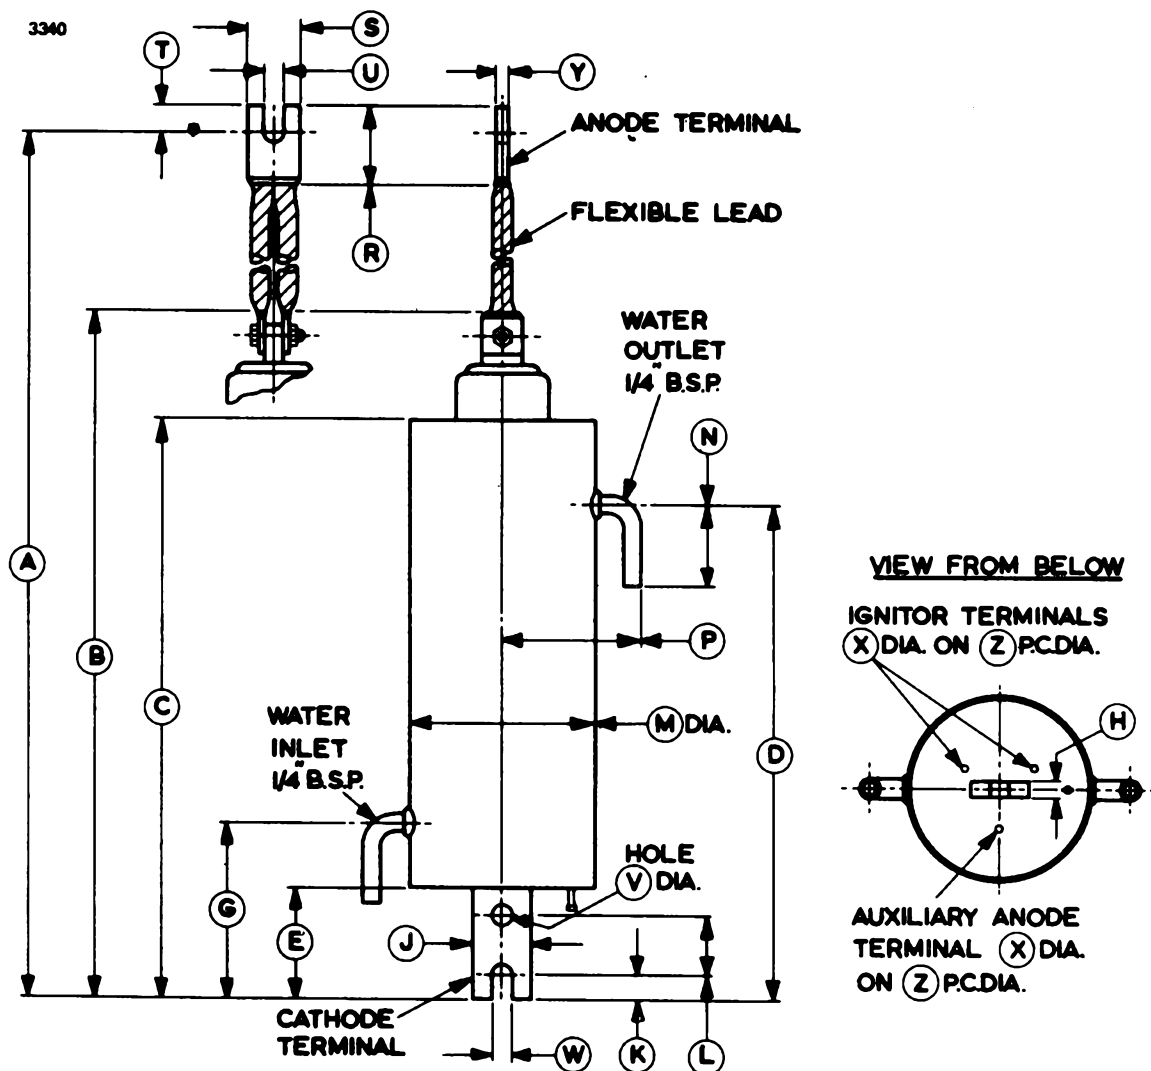 3340
S
T
U
Y
ANODE TERMINAL
FLEXIBLE LEAD
R
WATER
OUTLET
1/4" B.S.P.
N
A
VIEW FROM BELOW
IGNITOR TERMINALS
X DIA. ON Z P.C.DIA.
P
B
C
WATER
INLET
1/4" B.S.P.
M DIA.
D
H
HOLE
V DIA.
G
E
J
AUXILIARY ANODE
TERMINAL X DIA.
ON Z P.C.DIA.
CATHODE
TERMINAL
W
K
L